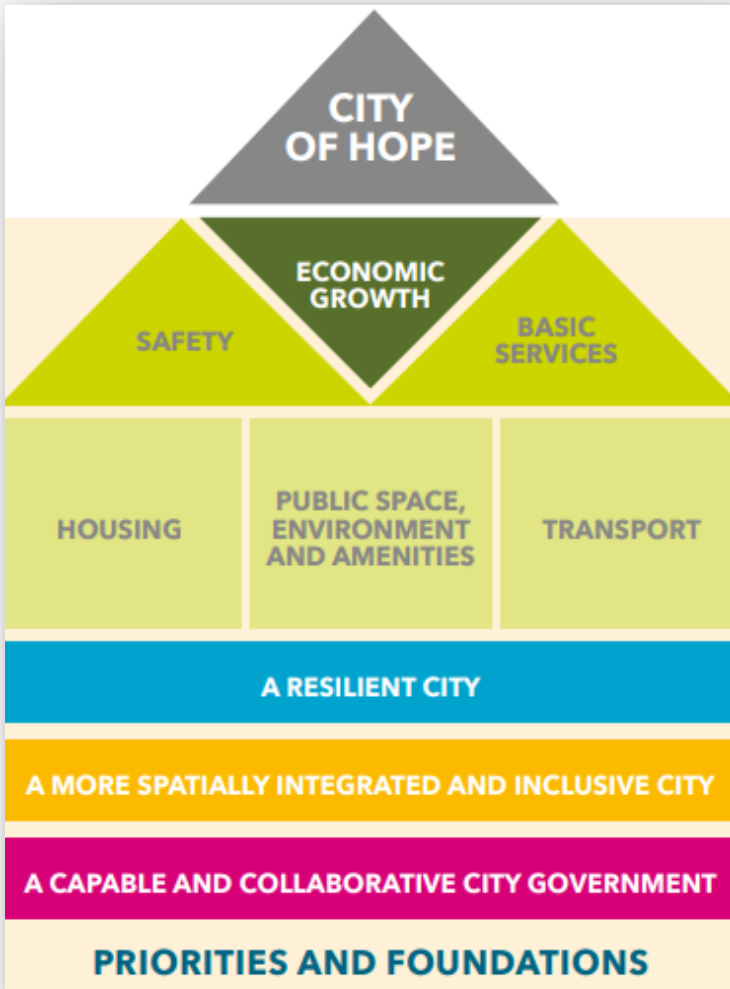 CITY
OF HOPE
ECONOMIC
GROWTH
SAFETY
BASIC
SERVICES
HOUSING
PUBLIC SPACE,
ENVIRONMENT
AND AMENITIES
TRANSPORT
A RESILIENT CITY
A MORE SPATIALLY INTEGRATED AND INCLUSIVE CITY
A CAPABLE AND COLLABORATIVE CITY GOVERNMENT
PRIORITIES AND FOUNDATIONS